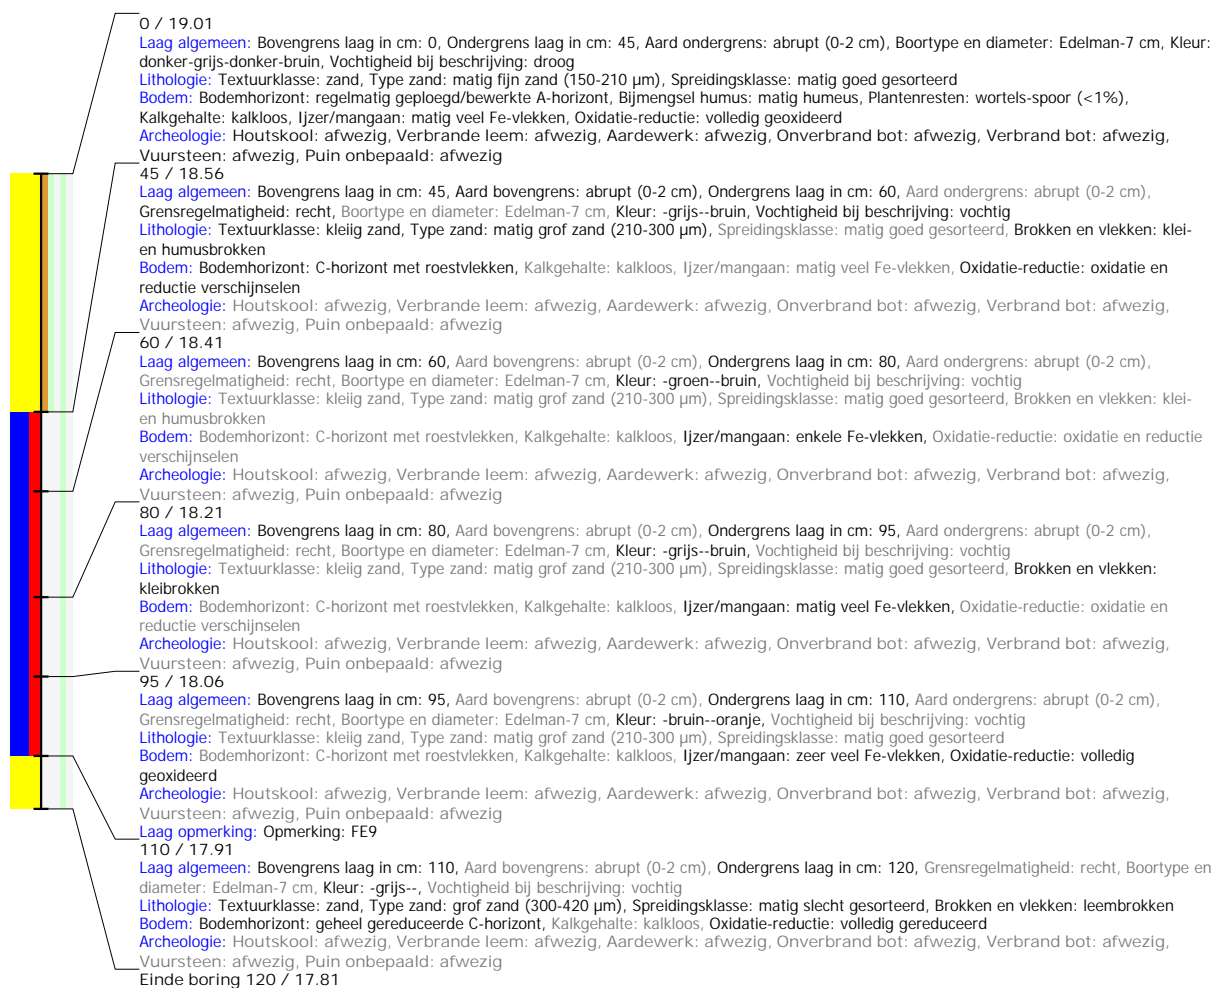 0 / 19.01
Laag algemeen: Bovengrens laag in cm: 0, Ondergrens laag in cm: 45, Aard ondergrens: abrupt (0-2 cm), Boortype en diameter: Edelman-7 cm, Kleur:
donker-grijs-donker-bruin, Vochtigheid bij beschrijving: droog
Lithologie: Textuurklasse: zand, Type zand: matig fijn zand (150-210 µm), Spreidingsklasse: matig goed gesorteerd
Bodem: Bodemhorizont: regelmatig geploegd/bewerkte A-horizont, Bijmengsel humus: matig humeus, Plantenresten: wortels-spoor (<1%),
Kalkgehalte: kalkloos, Ijzer/mangaan: matig veel Fe-vlekken, Oxidatie-reductie: volledig geoxideerd
Archeologie: Houtskool: afwezig, Verbrande leem: afwezig, Aardewerk: afwezig, Onverbrand bot: afwezig, Verbrand bot: afwezig,
Vuursteen: afwezig, Puin onbepaald: afwezig
45 / 18.56
Laag algemeen: Bovengrens laag in cm: 45, Aard bovengrens: abrupt (0-2 cm), Ondergrens laag in cm: 60, Aard ondergrens: abrupt (0-2 cm),
Grensregelmatigheid: recht, Boortype en diameter: Edelman-7 cm, Kleur: -grijs--bruin, Vochtigheid bij beschrijving: vochtig
Lithologie: Textuurklasse: kleiig zand, Type zand: matig grof zand (210-300 µm), Spreidingsklasse: matig goed gesorteerd, Brokken en vlekken: klei-
en humusbrokken
Bodem: Bodemhorizont: C-horizont met roestvlekken, Kalkgehalte: kalkloos, Ijzer/mangaan: matig veel Fe-vlekken, Oxidatie-reductie: oxidatie en
reductie verschijnselen
Archeologie: Houtskool: afwezig, Verbrande leem: afwezig, Aardewerk: afwezig, Onverbrand bot: afwezig, Verbrand bot: afwezig,
Vuursteen: afwezig, Puin onbepaald: afwezig
60 / 18.41
Laag algemeen: Bovengrens laag in cm: 60, Aard bovengrens: abrupt (0-2 cm), Ondergrens laag in cm: 80, Aard ondergrens: abrupt (0-2 cm),
Grensregelmatigheid: recht, Boortype en diameter: Edelman-7 cm, Kleur: -groen--bruin, Vochtigheid bij beschrijving: vochtig
Lithologie: Textuurklasse: kleiig zand, Type zand: matig grof zand (210-300 µm), Spreidingsklasse: matig goed gesorteerd, Brokken en vlekken: klei-
en humusbrokken
Bodem: Bodemhorizont: C-horizont met roestvlekken, Kalkgehalte: kalkloos, Ijzer/mangaan: enkele Fe-vlekken, Oxidatie-reductie: oxidatie en reductie
verschijnselen
Archeologie: Houtskool: afwezig, Verbrande leem: afwezig, Aardewerk: afwezig, Onverbrand bot: afwezig, Verbrand bot: afwezig,
Vuursteen: afwezig, Puin onbepaald: afwezig
80 / 18.21
Laag algemeen: Bovengrens laag in cm: 80, Aard bovengrens: abrupt (0-2 cm), Ondergrens laag in cm: 95, Aard ondergrens: abrupt (0-2 cm),
Grensregelmatigheid: recht, Boortype en diameter: Edelman-7 cm, Kleur: -grijs--bruin, Vochtigheid bij beschrijving: vochtig
Lithologie: Textuurklasse: kleiig zand, Type zand: matig grof zand (210-300 µm), Spreidingsklasse: matig goed gesorteerd, Brokken en vlekken:
kleibrokken
Bodem: Bodemhorizont: C-horizont met roestvlekken, Kalkgehalte: kalkloos, Ijzer/mangaan: matig veel Fe-vlekken, Oxidatie-reductie: oxidatie en
reductie verschijnselen
Archeologie: Houtskool: afwezig, Verbrande leem: afwezig, Aardewerk: afwezig, Onverbrand bot: afwezig, Verbrand bot: afwezig,
Vuursteen: afwezig, Puin onbepaald: afwezig
95 / 18.06
Laag algemeen: Bovengrens laag in cm: 95, Aard bovengrens: abrupt (0-2 cm), Ondergrens laag in cm: 110, Aard ondergrens: abrupt (0-2 cm),
Grensregelmatigheid: recht, Boortype en diameter: Edelman-7 cm, Kleur: -bruin--oranje, Vochtigheid bij beschrijving: vochtig
Lithologie: Textuurklasse: kleiig zand, Type zand: matig grof zand (210-300 µm), Spreidingsklasse: matig goed gesorteerd
Bodem: Bodemhorizont: C-horizont met roestvlekken, Kalkgehalte: kalkloos, Ijzer/mangaan: zeer veel Fe-vlekken, Oxidatie-reductie: volledig
geoxideerd
Archeologie: Houtskool: afwezig, Verbrande leem: afwezig, Aardewerk: afwezig, Onverbrand bot: afwezig, Verbrand bot: afwezig,
Vuursteen: afwezig, Puin onbepaald: afwezig
Laag opmerking: Opmerking: FE9
110 / 17.91
Laag algemeen: Bovengrens laag in cm: 110, Aard bovengrens: abrupt (0-2 cm), Ondergrens laag in cm: 120, Grensregelmatigheid: recht, Boortype en
diameter: Edelman-7 cm, Kleur: -grijs--, Vochtigheid bij beschrijving: vochtig
Lithologie: Textuurklasse: zand, Type zand: grof zand (300-420 µm), Spreidingsklasse: matig slecht gesorteerd, Brokken en vlekken: leembrokken
Bodem: Bodemhorizont: geheel gereduceerde C-horizont, Kalkgehalte: kalkloos, Oxidatie-reductie: volledig gereduceerd
Archeologie: Houtskool: afwezig, Verbrande leem: afwezig, Aardewerk: afwezig, Onverbrand bot: afwezig, Verbrand bot: afwezig,
Vuursteen: afwezig, Puin onbepaald: afwezig
Einde boring 120 / 17.81